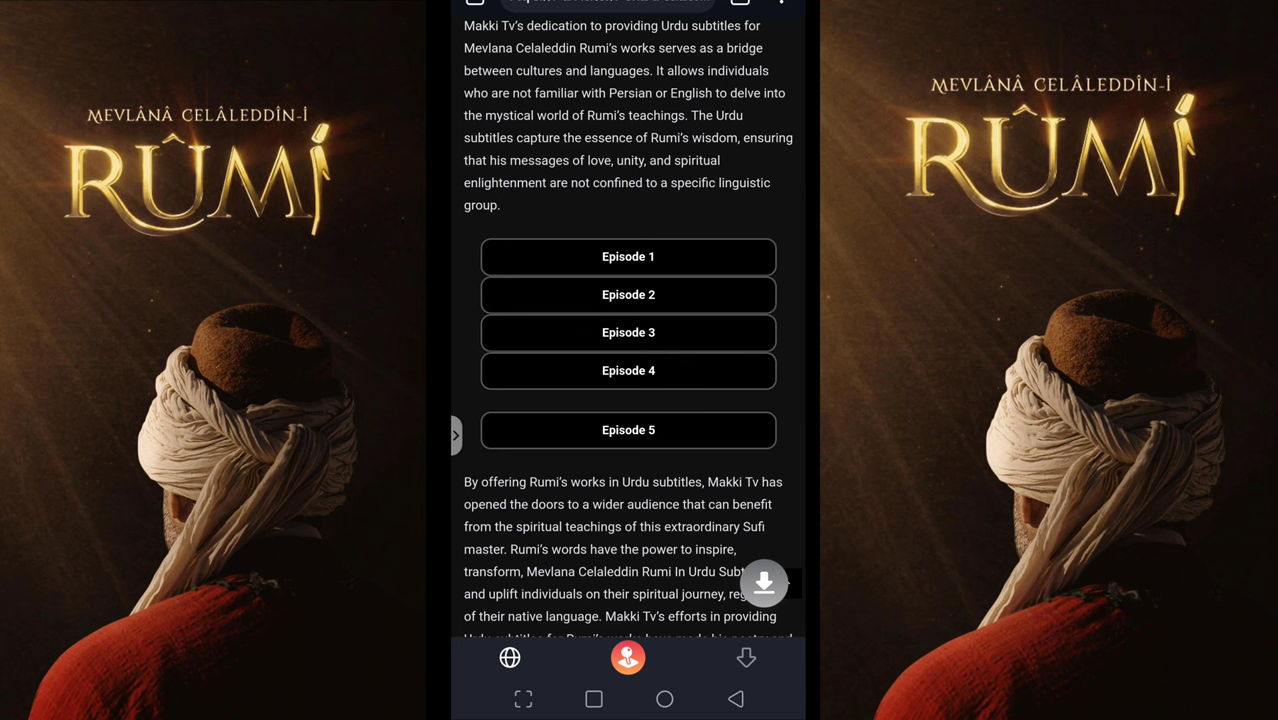 MEVLÂNÂ CELÂLEDDÎN-İ
RÛMİ
Makki Tv's dedication to providing Urdu subtitles for
Mevlana Celaleddin Rumi's works serves as a bridge
between cultures and languages. It allows individuals
who are not familiar with Persian or English to delve into
the mystical world of Rumi's teachings. The Urdu
subtitles capture the essence of Rumi's wisdom, ensuring
that his messages of love, unity, and spiritual
enlightenment are not confined to a specific linguistic
group.
Episode 1
Episode 2
Episode 3
Episode 4
Episode 5
By offering Rumi's works in Urdu subtitles, Makki Tv has
opened the doors to a wider audience that can benefit
from the spiritual teachings of this extraordinary Sufi
master. Rumi's words have the power to inspire,
transform, Mevlana Celaleddin Rumi In Urdu
and uplift individuals on their spiritual journey,
of their native language. Makki Tv's efforts in providing
MEVLÂNÂ CELÂLEDDÎN-İ
RÛMİ